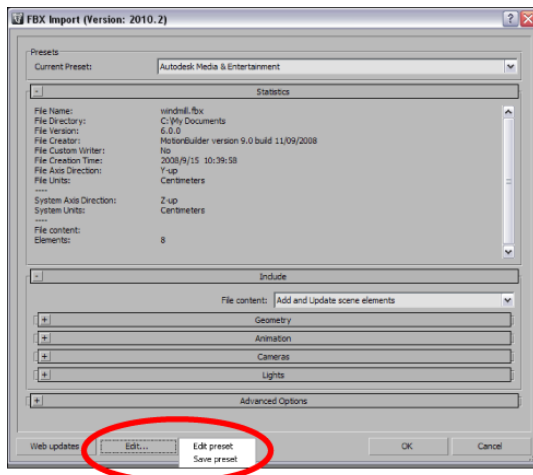 FBX Import (Version: 2010.2)
Presets
Current Preset: Autodesk Media & Entertainment
Statistics
File Name: windmill.fbx
File Directory: C:\My Documents
File Version: 6.0.0
File Creator: MotionBuilder version 9.0 build 11/09/2008
File Custom Writer: No
File Creation Time: 2008/9/15 10:39:58
File Axis Direction: Y-up
File Units: Centimeters
----
System Axis Direction: Z-up
System Units: Centimeters
----
File content:
Elements: 8
Include
File content: Add and Update scene elements
Geometry
Animation
Cameras
Lights
Advanced Options
Web updates Edit... Edit preset OK Cancel
Save preset